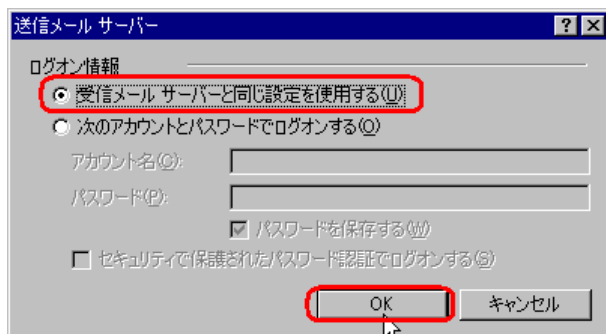 送信メール サーバー
ログオン情報
受信メール サーバーと同じ設定を使用する(U)
次のアカウントとパスワードでログオンする(O)
アカウント名(C):
パスワード(P):
パスワードを保存する(W)
セキュリティで保護されたパスワード認証でログオンする(S)
OK キャンセル